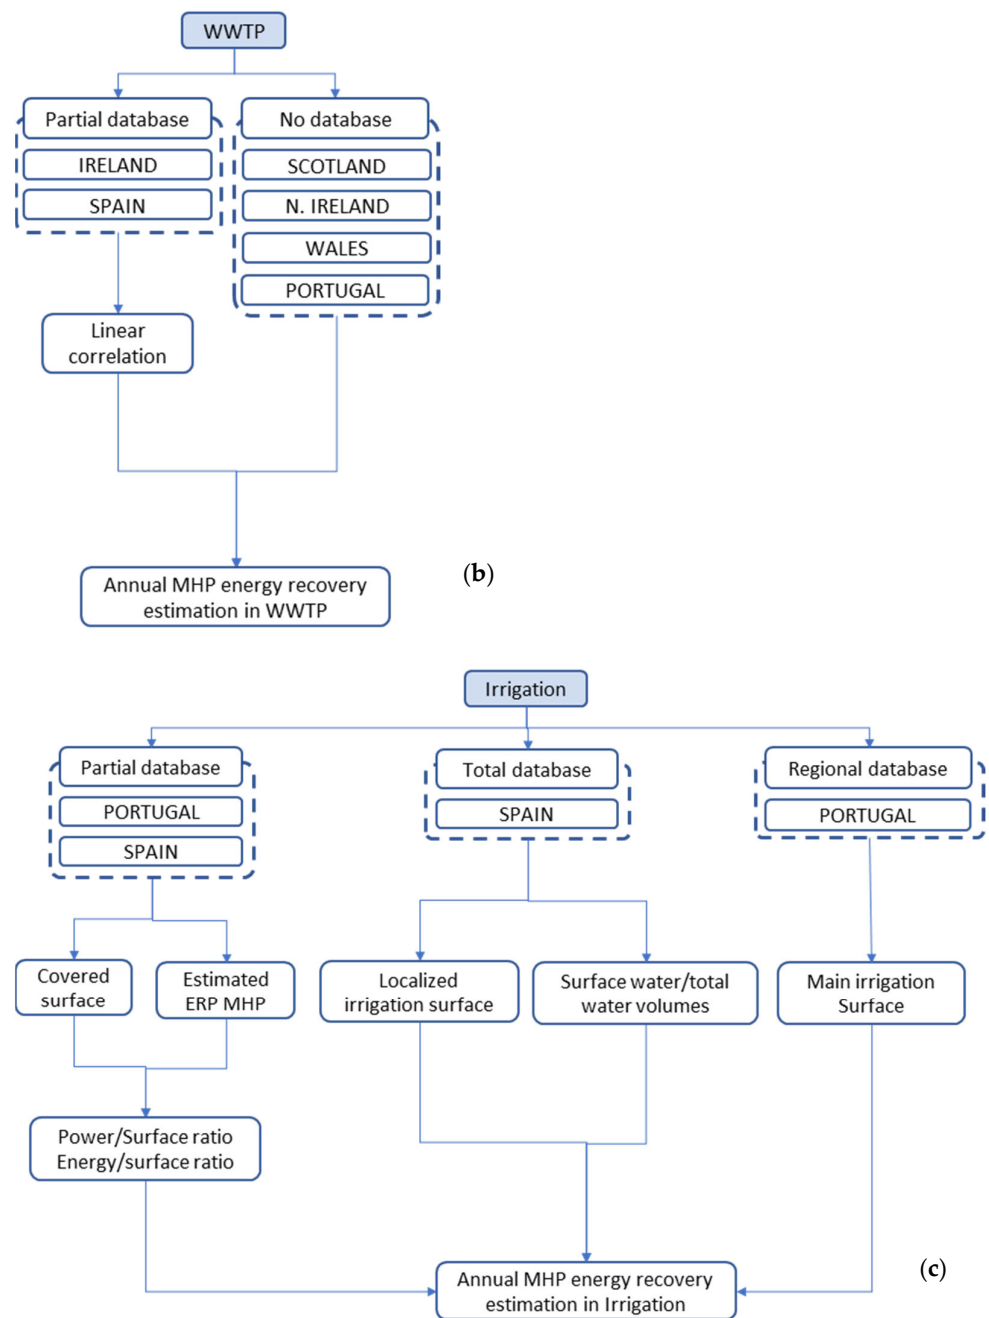 WWTP
Partial database
No database
IRELAND
SCOTLAND
SPAIN
N. IRELAND
WALES
PORTUGAL
Linear
correlation
Annual MHP energy recovery
estimation in WWTP
(b)
Irrigation
Partial database
Total database
Regional database
PORTUGAL
SPAIN
PORTUGAL
SPAIN
Covered
surface
Estimated
ERP MHP
Localized
irrigation surface
Surface water/total
water volumes
Main irrigation
Surface
Power/Surface ratio
Energy/surface ratio
Annual MHP energy recovery
estimation in Irrigation
(c)